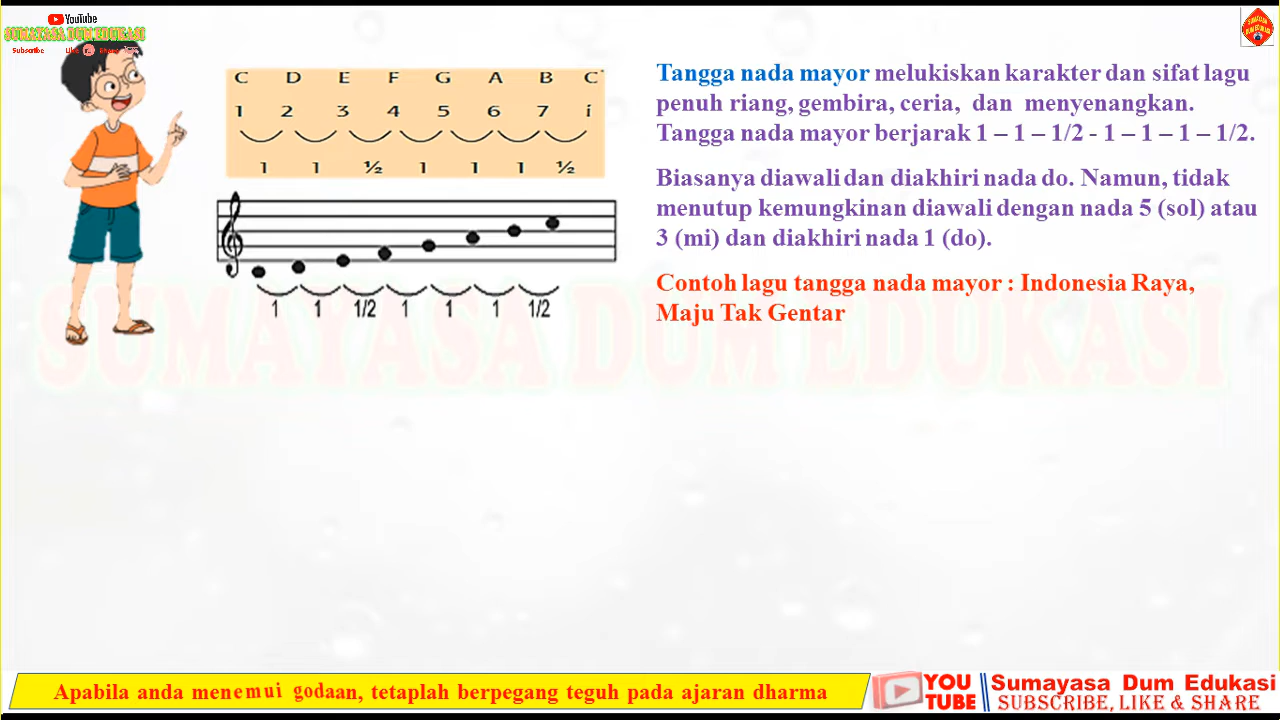 YouTube
SUMAYASA DUM EDUKASI
Subscribe Like Share
C D E F G A B C'
1 2 3 4 5 6 7 i
1 1 ½ 1 1 1 ½
1 1 1/2 1 1 1 1/2
Tangga nada mayor melukiskan karakter dan sifat lagu
penuh riang, gembira, ceria, dan menyenangkan.
Tangga nada mayor berjarak 1 – 1 – 1/2 - 1 – 1 – 1 – 1/2.
Biasanya diawali dan diakhiri nada do. Namun, tidak
menutup kemungkinan diawali dengan nada 5 (sol) atau
3 (mi) dan diakhiri nada 1 (do).
Contoh lagu tangga nada mayor : Indonesia Raya,
Maju Tak Gentar
SUMAYASA DUM EDUKASI
Apabila anda menemui godaan, tetaplah berpegang teguh pada ajaran dharma
YOU
TUBE
Sumayasa Dum Edukasi
SUBSCRIBE, LIKE & SHARE